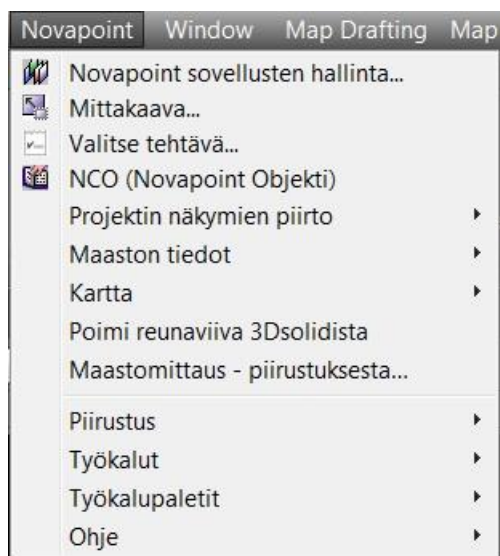 Novapoint Window Map Drafting Map
Novapoint sovellusten hallinta...
Mittakaava...
Valitse tehtävä...
NCO (Novapoint Objekti)
Projektin näkymien piirto
Maaston tiedot
Kartta
Poimi reunaviiva 3Dsolidista
Maastomittaus - piirustuksesta...
Piirustus
Työkalut
Työkalupaletit
Ohje